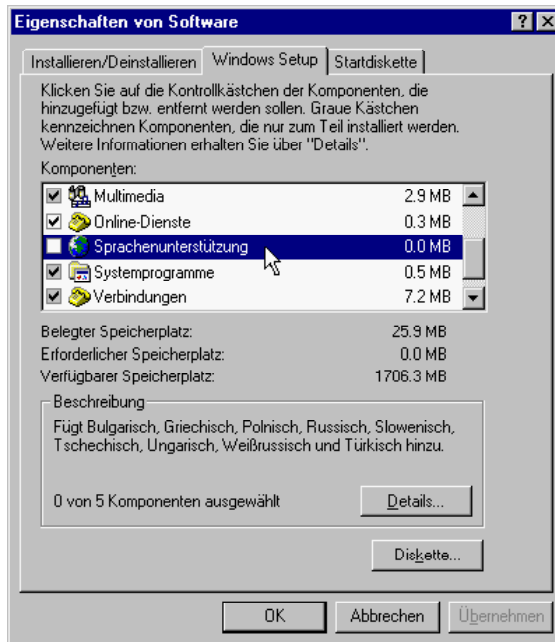 Eigenschaften von Software
Installieren/Deinstallieren Windows Setup Startdiskette
Klicken Sie auf die Kontrollkästchen der Komponenten, die
hinzugefügt bzw. entfernt werden sollen. Graue Kästchen
kennzeichnen Komponenten, die nur zum Teil installiert werden.
Weitere Informationen erhalten Sie über "Details".
Komponenten:
Multimedia 2.9 MB
Online-Dienste 0.3 MB
Sprachenunterstützung 0.0 MB
Systemprogramme 0.5 MB
Verbindungen 7.2 MB
Belegter Speicherplatz: 25.9 MB
Erforderlicher Speicherplatz: 0.0 MB
Verfügbarer Speicherplatz: 1706.3 MB
Beschreibung
Fügt Bulgarisch, Griechisch, Polnisch, Russisch, Slowenisch,
Tschechisch, Ungarisch, Weißrussisch und Türkisch hinzu.
0 von 5 Komponenten ausgewählt Details...
Diskette...
OK Abbrechen Übernehmen